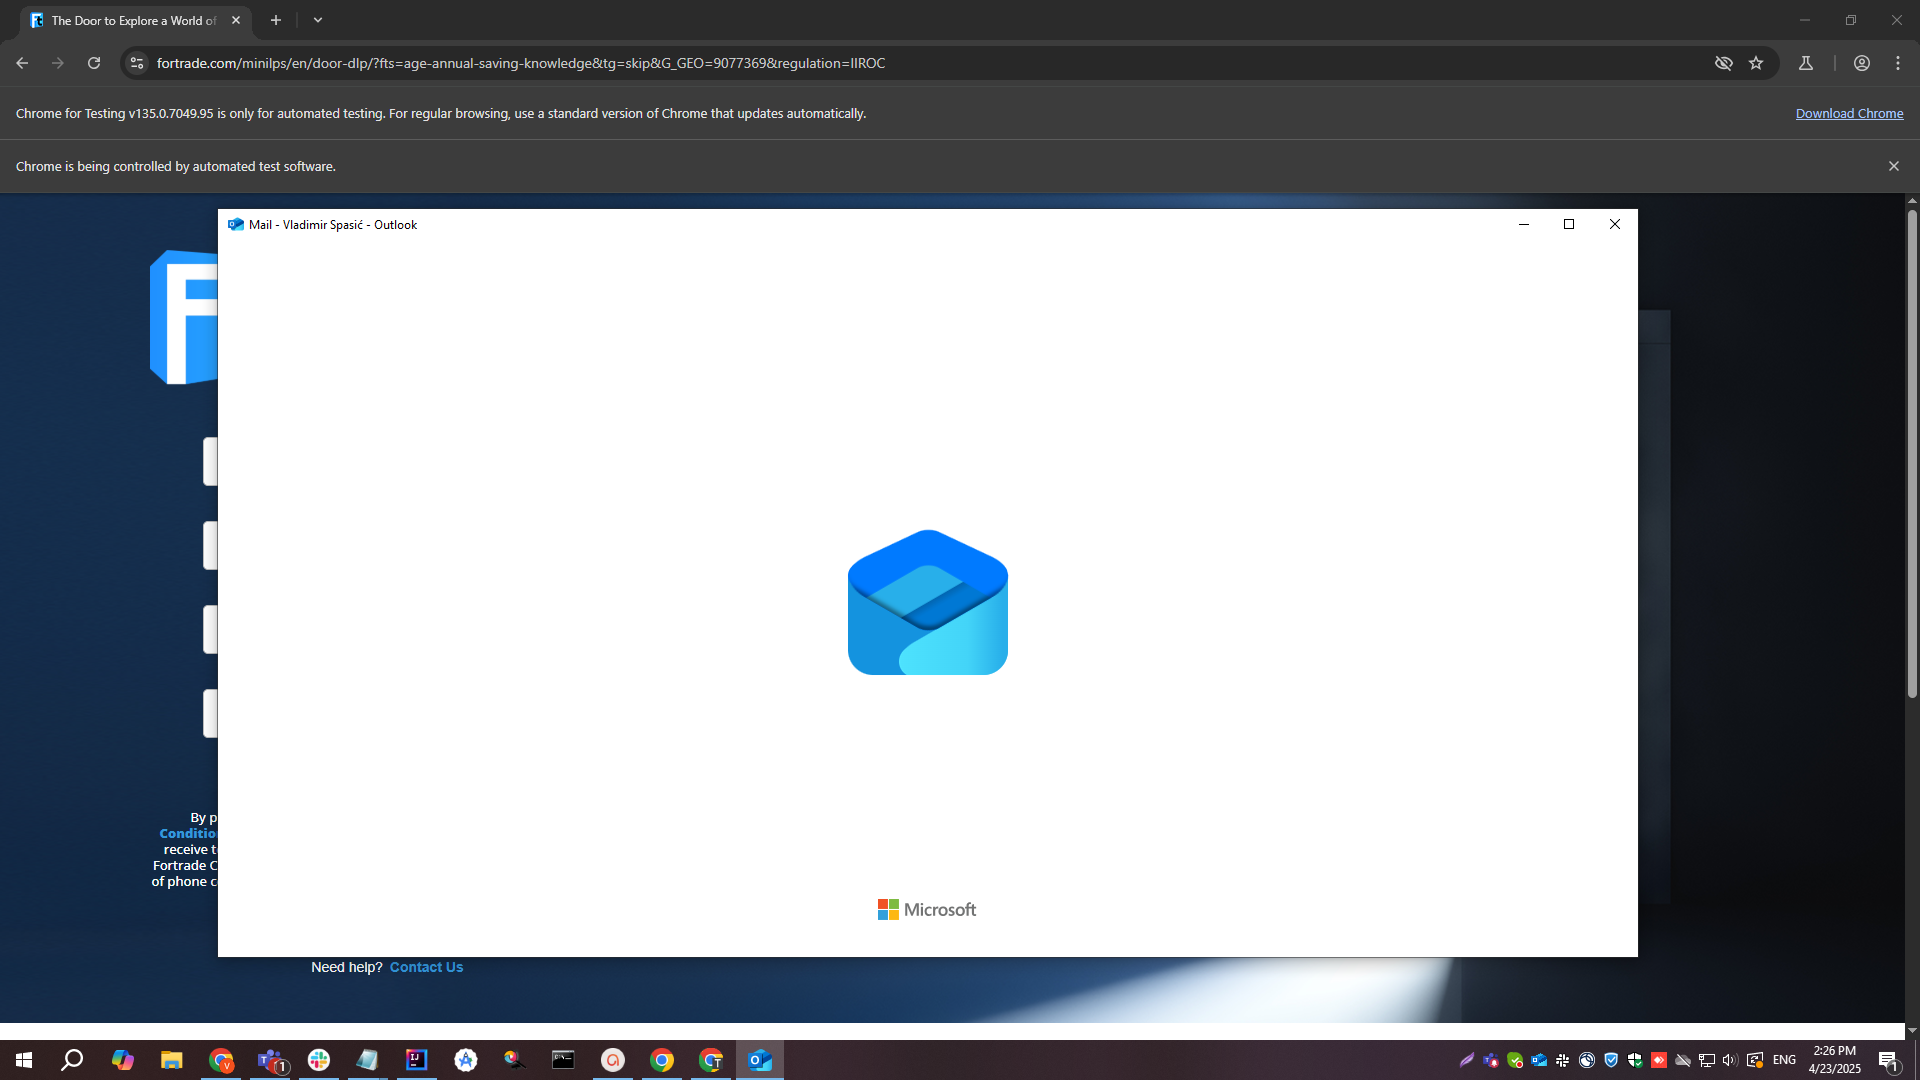 The Door to Explore a World of
fortrade.com/minilps/en/door-dlp/?fts=age-annual-saving-knowledge&tg=skip&G_GEO=9077369&regulation=IIROC
Chrome for Testing v135.0.7049.95 is only for automated testing. For regular browsing, use a standard version of Chrome that updates automatically.
Download Chrome
Chrome is being controlled by automated test software.
Mail - Vladimir Spasić - Outlook
By p
Conditio
receive t
Fortrade C
of phone c
Microsoft
Need help? Contact Us
ENG
2:26 PM
4/23/2025